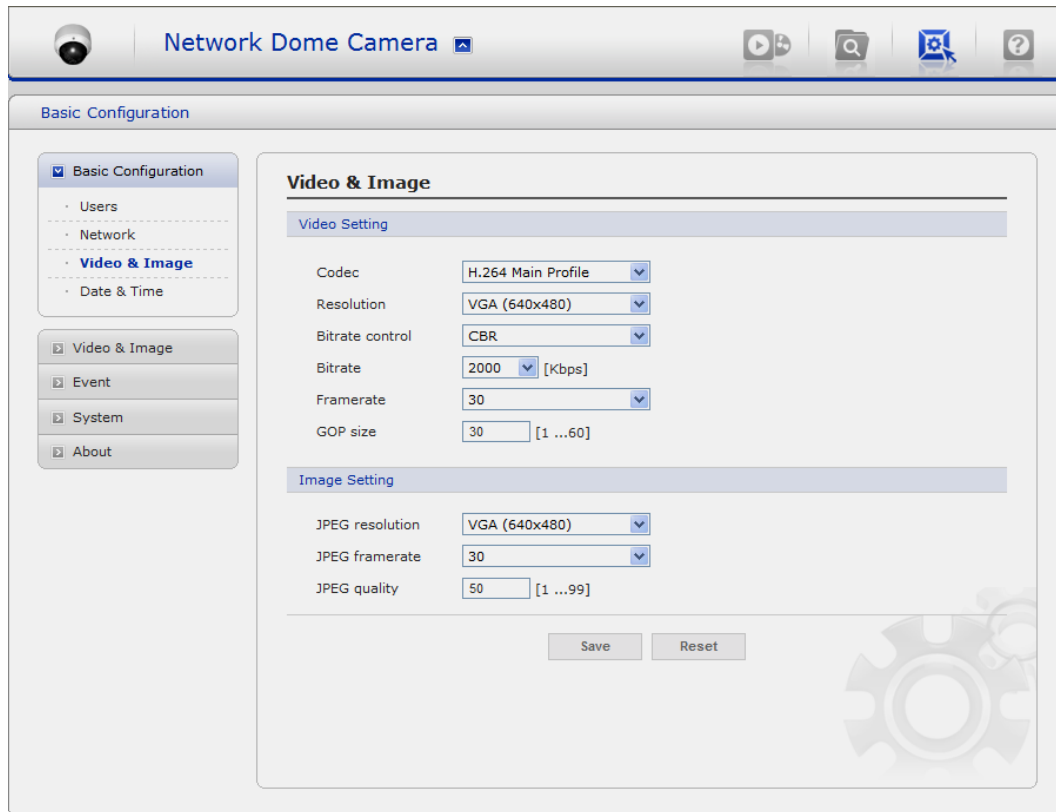 Network Dome Camera
Basic Configuration
Basic Configuration
· Users
· Network
· Video & Image
· Date & Time
Video & Image
Event
System
About
Video & Image
Video Setting
Codec H.264 Main Profile
Resolution VGA (640x480)
Bitrate control CBR
Bitrate 2000 [Kbps]
Framerate 30
GOP size 30 [1 ...60]
Image Setting
JPEG resolution VGA (640x480)
JPEG framerate 30
JPEG quality 50 [1 ...99]
Save Reset